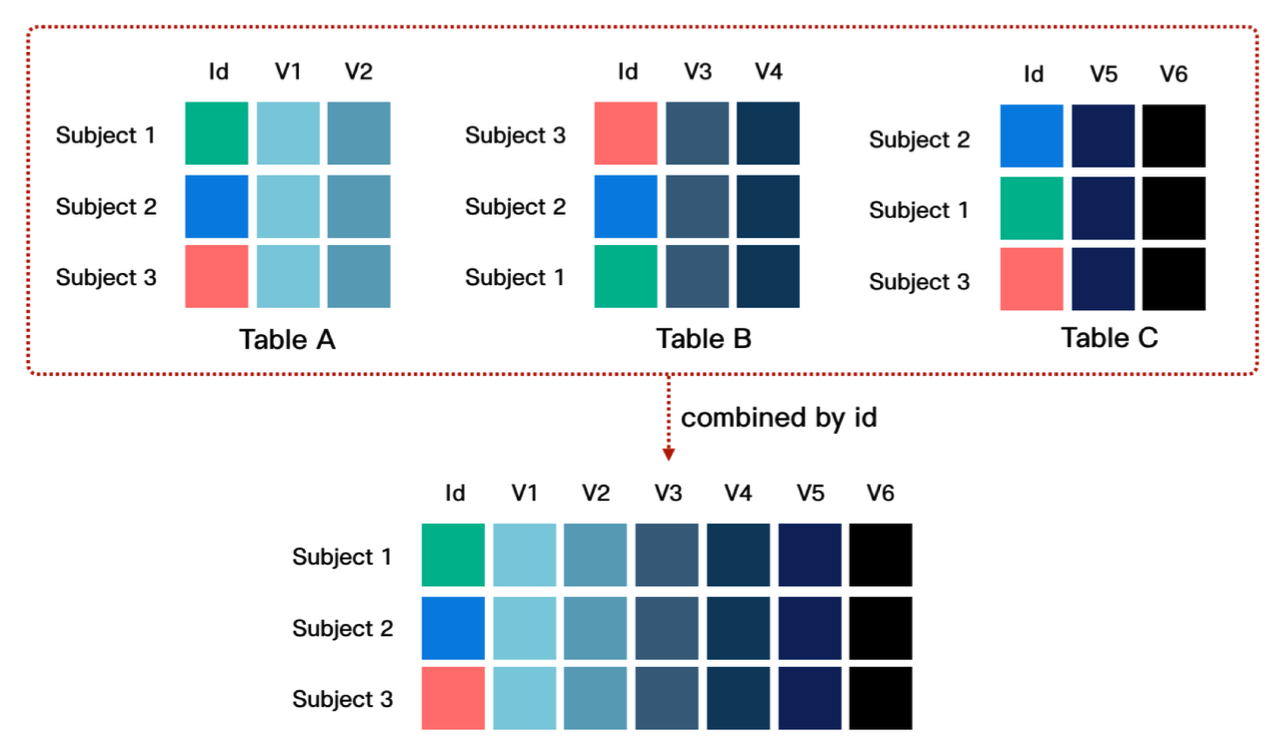 Id V1 V2
Subject 1
Subject 2
Subject 3
Table A
Id V3 V4
Subject 3
Subject 2
Subject 1
Table B
Id V5 V6
Subject 2
Subject 1
Subject 3
Table C
combined by id
Id V1 V2 V3 V4 V5 V6
Subject 1
Subject 2
Subject 3